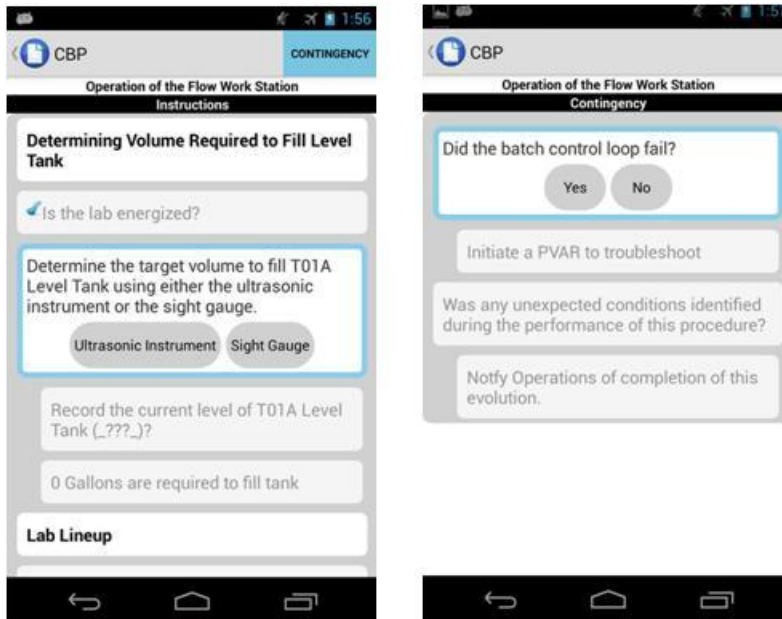 1:56
CBP
CONTINGENCY
Operation of the Flow Work Station
Instructions
Determining Volume Required to Fill Level
Tank
Is the lab energized?
Determine the target volume to fill T01A
Level Tank using either the ultrasonic
instrument or the sight gauge.
Ultrasonic Instrument
Sight Gauge
Record the current level of T01A Level
Tank (_???_)?
0 Gallons are required to fill tank
Lab Lineup
CBP
Operation of the Flow Work Station
Contingency
Did the batch control loop fail?
Yes
No
Initiate a PVAR to troubleshoot
Was any unexpected conditions identified
during the performance of this procedure?
Notfy Operations of completion of this
evolution.